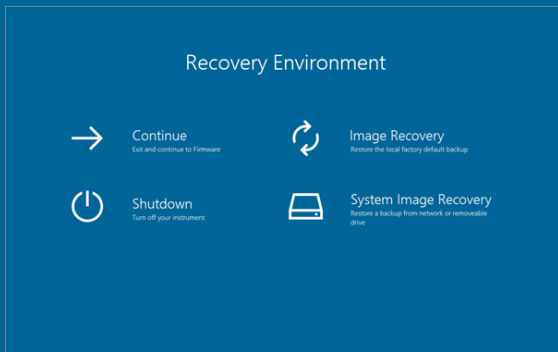 Recovery Environment
Continue
Exit and continue to Firmware
Image Recovery
Restore the local factory default backup
Shutdown
Turn off your instrument
System Image Recovery
Restore a backup from network or removeable
drive